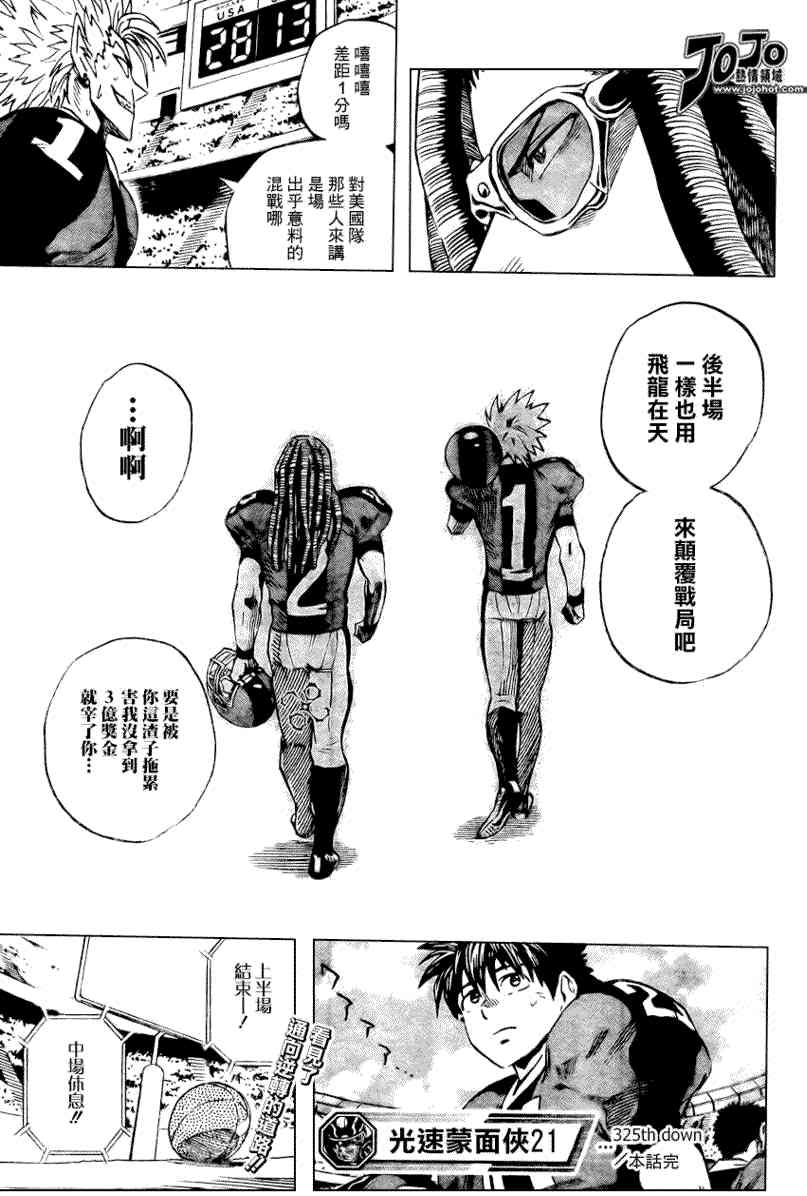 JOJO
熱情領域
www.jojohot.com
USA
28 13
嘻嘻嘻
差距1分嗎
對美國隊
那些人來講
是場
出乎意料的
混戰哪
1
後半場
一樣也用
飛龍在天
來顛覆戰局吧
1
2
…啊啊
要是被
你這渣子拖累
害我沒拿到
3億獎金
就宰了你…
看見了
通向逆轉的道路!!
光速蒙面俠21
…325th down
/本話完
上半場
結束—!!
中場休息!!